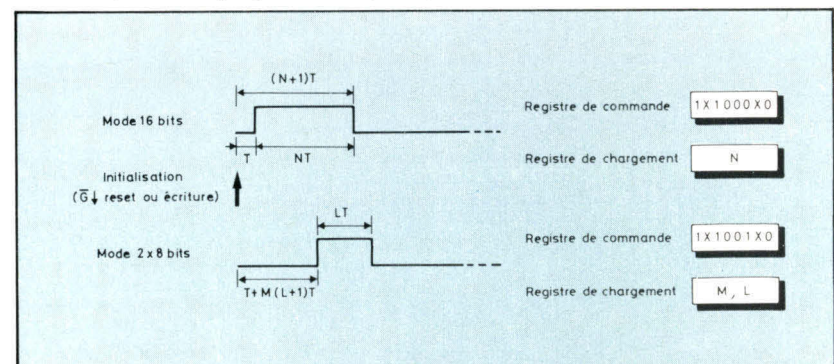 (N+1)T
Mode 16 bits
Registre de commande
1X1000X0
T
NT
Registre de chargement
N
Initialisation
(G̅↓ reset ou écriture)
LT
Mode 2x8 bits
Registre de commande
1X1001X0
T+M(L+1)T
Registre de chargement
M, L